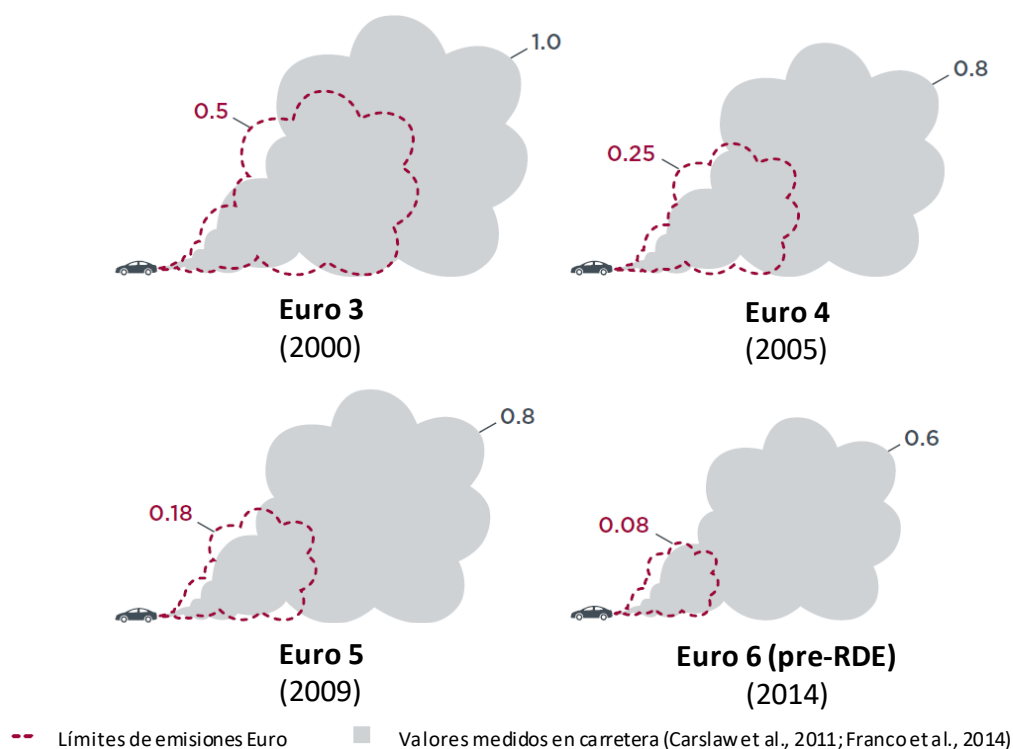 1.0
0.5
0.8
0.25
Euro 3
(2000)
Euro 4
(2005)
0.8
0.6
0.18
0.08
Euro 5
(2009)
Euro 6 (pre-RDE)
(2014)
Límites de emisiones Euro
Valores medidos en carretera (Carslaw et al., 2011; Franco et al., 2014)